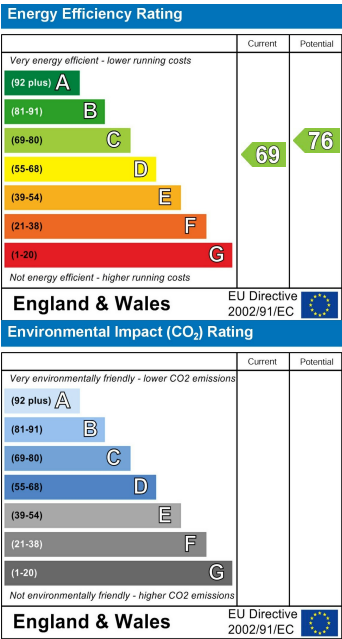 Energy Efficiency Rating
Current Potential
Very energy efficient - lower running costs
(92 plus) A
(81-91) B
(69-80) C
(55-68) D
(39-54) E
(21-38) F
(1-20) G
69
76
Not energy efficient - higher running costs
England & Wales
EU Directive
2002/91/EC
Environmental Impact (CO₂) Rating
Current Potential
Very environmentally friendly - lower CO2 emissions
(92 plus) A
(81-91) B
(69-80) C
(55-68) D
(39-54) E
(21-38) F
(1-20) G
Not environmentally friendly - higher CO2 emissions
England & Wales
EU Directive
2002/91/EC